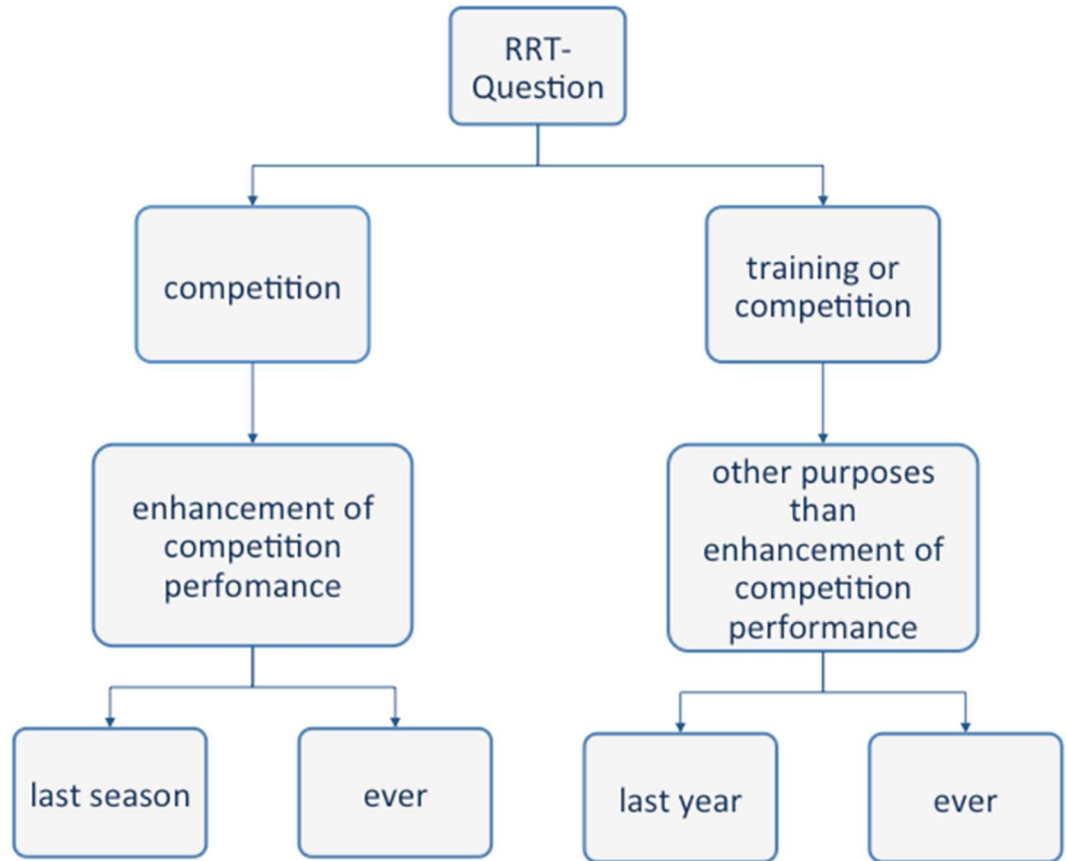 RRT-
Question
competition
training or
competition
enhancement of
competition
perfomance
other purposes
than
enhancement of
competition
performance
last season
ever
last year
ever